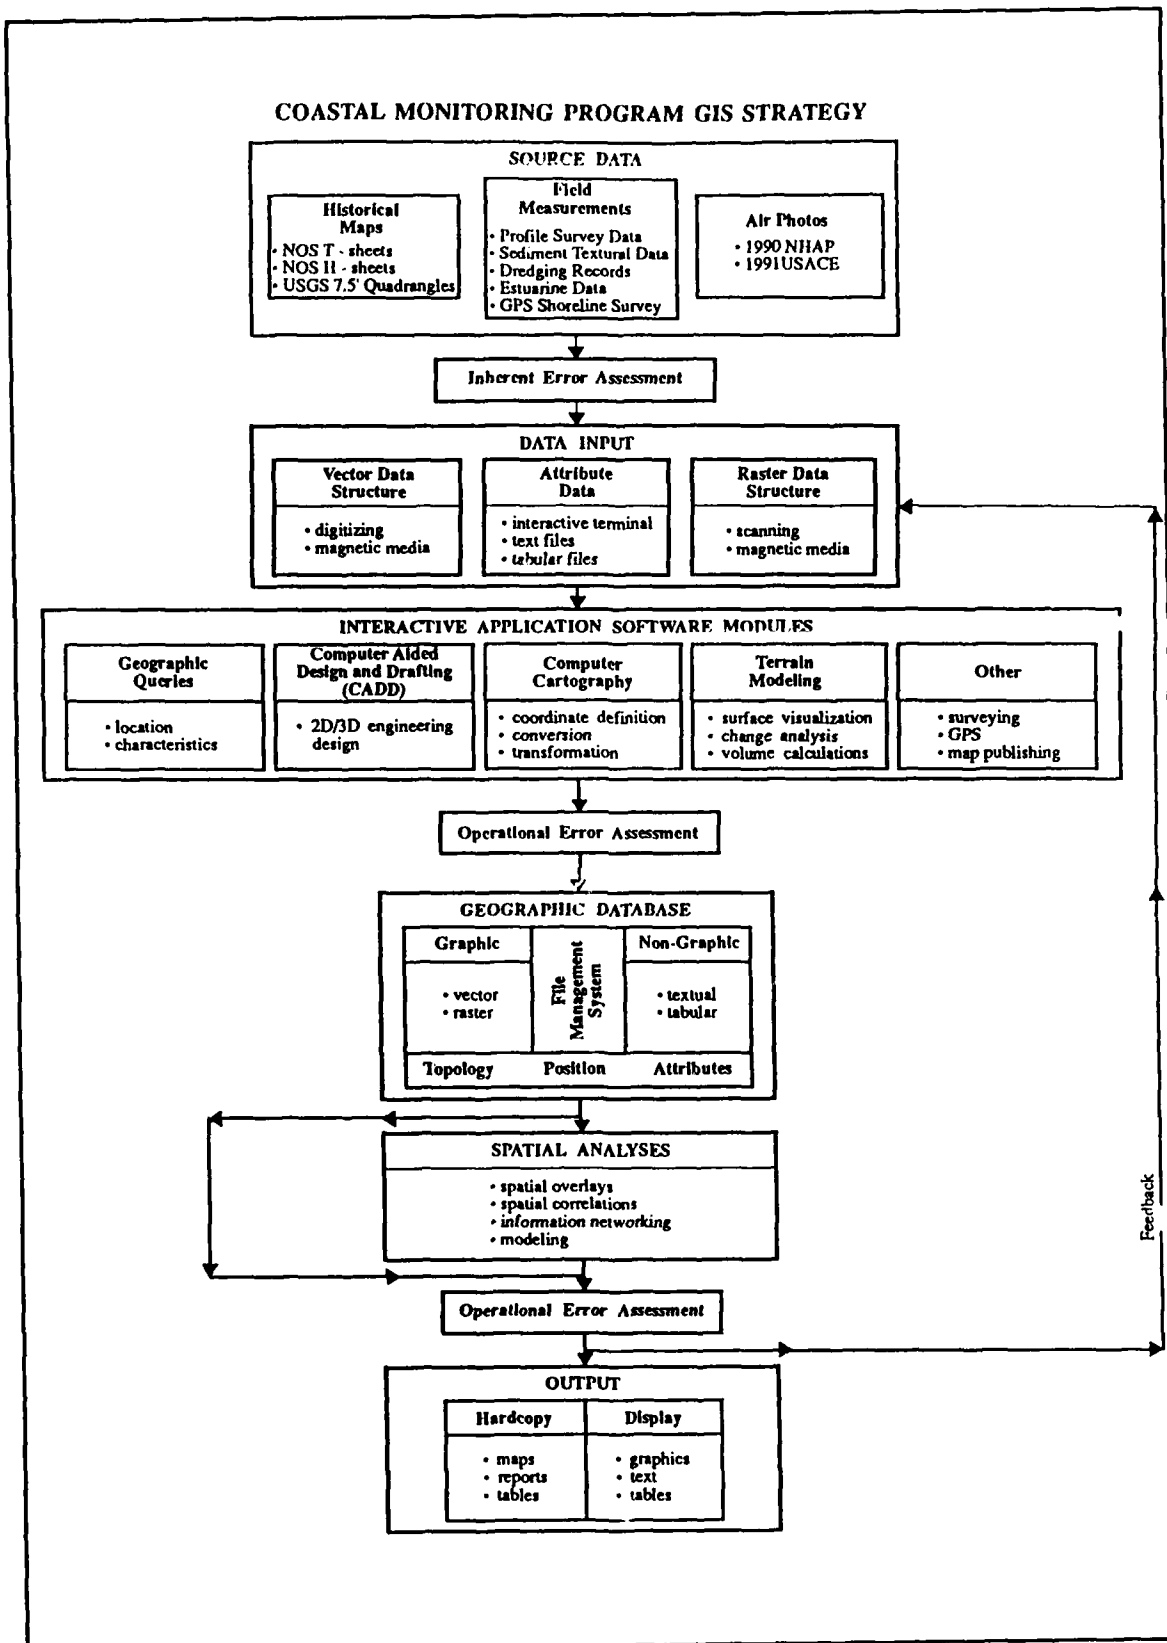 COASTAL MONITORING PROGRAM GIS STRATEGY
SOURCE DATA
Historical
Maps
• NOS T - sheets
• NOS H - sheets
• USGS 7.5' Quadrangles
Field
Measurements
• Profile Survey Data
• Sediment Textural Data
• Dredging Records
• Estuarine Data
• GPS Shoreline Survey
Air Photos
• 1990 NHAP
• 1991USACE
Inherent Error Assessment
DATA INPUT
Vector Data
Structure
• digitizing
• magnetic media
Attribute
Data
• interactive terminal
• text files
• tabular files
Raster Data
Structure
• scanning
• magnetic media
INTERACTIVE APPLICATION SOFTWARE MODULES
Geographic
Queries
• location
• characteristics
Computer Aided
Design and Drafting
(CADD)
• 2D/3D engineering
design
Computer
Cartography
• coordinate definition
• conversion
• transformation
Terrain
Modeling
• surface visualization
• change analysis
• volume calculations
Other
• surveying
• GPS
• map publishing
Operational Error Assessment
GEOGRAPHIC DATABASE
Graphic
• vector
• raster
File
Management
System
Non-Graphic
• textual
• tabular
Topology Position Attributes
SPATIAL ANALYSES
• spatial overlays
• spatial correlations
• information networking
• modeling
Feedback
Operational Error Assessment
OUTPUT
Hardcopy
• maps
• reports
• tables
Display
• graphics
• text
• tables